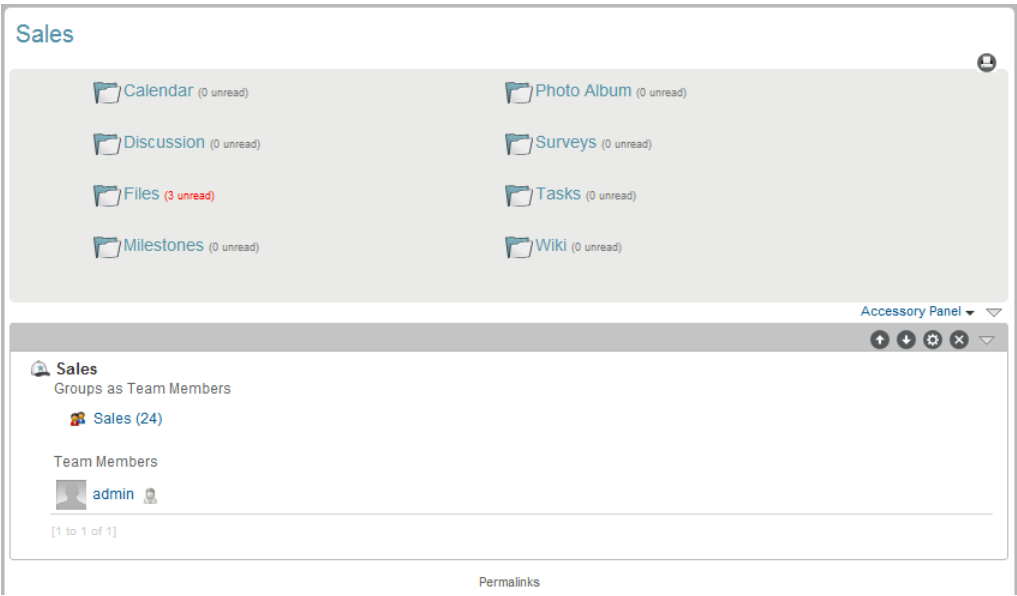 Sales
Calendar (0 unread)
Photo Album (0 unread)
Discussion (0 unread)
Surveys (0 unread)
Files (3 unread)
Tasks (0 unread)
Milestones (0 unread)
Wiki (0 unread)
Accessory Panel
Sales
Groups as Team Members
Sales (24)
Team Members
admin
[1 to 1 of 1]
Permalinks